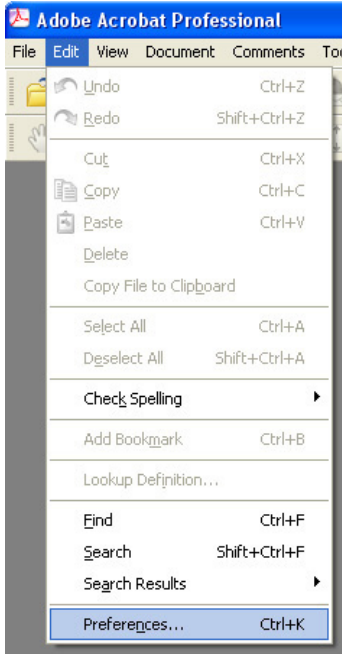 Adobe Acrobat Professional
File Edit View Document Comments To
Undo Ctrl+Z
Redo Shift+Ctrl+Z
Cut Ctrl+X
Copy Ctrl+C
Paste Ctrl+V
Delete
Copy File to Clipboard
Select All Ctrl+A
Deselect All Shift+Ctrl+A
Check Spelling
Add Bookmark Ctrl+B
Lookup Definition...
Find Ctrl+F
Search Shift+Ctrl+F
Search Results
Preferences... Ctrl+K